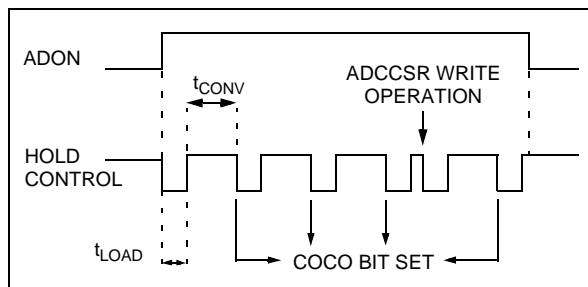 ADON
tCONV
ADCCSR WRITE
OPERATION
HOLD
CONTROL
tLOAD
COCO BIT SET